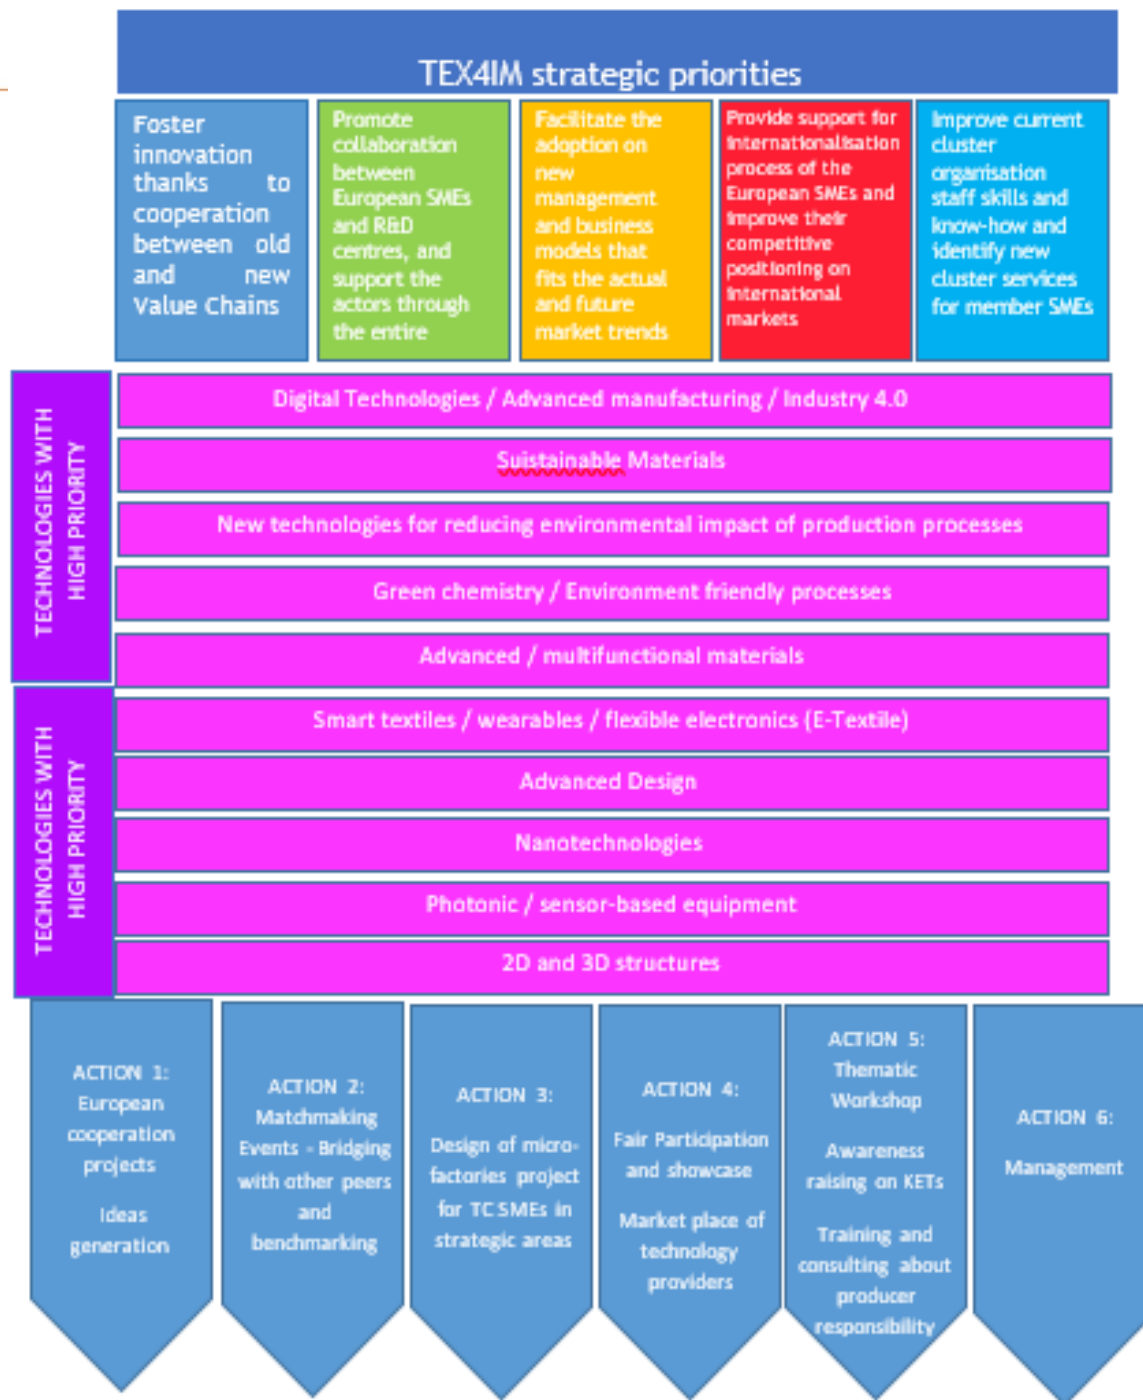 TEX4IM strategic priorities
Foster
innovation
thanks to
cooperation
between old
and new
Value Chains
Promote
collaboration
between
European SMEs
and R&D
centres, and
support the
actors through
the entire
Facilitate the
adoption on
new
management
and business
models that
fits the actual
and future
market trends
Provide support for
internationalisation
process of the
European SMEs and
improve their
competitive
positioning on
international
markets
Improve current
cluster
organisation
staff skills and
know-how and
identify new
cluster services
for member SMEs
TECHNOLOGIES WITH
HIGH PRIORITY
Digital Technologies / Advanced manufacturing / Industry 4.0
Suistainable Materials
New technologies for reducing environmental impact of production processes
Green chemistry / Environment friendly processes
Advanced / multifunctional materials
TECHNOLOGIES WITH
HIGH PRIORITY
Smart textiles / wearables / flexible electronics (E-Textile)
Advanced Design
Nanotechnologies
Photonic / sensor-based equipment
2D and 3D structures
ACTION 1:
European
cooperation
projects
Ideas
generation
ACTION 2:
Matchmaking
Events - Bridging
with other peers
and
benchmarking
ACTION 3:
Design of micro-
factories project
for TC SMEs in
strategic areas
ACTION 4:
Fair Participation
and showcase
Market place of
technology
providers
ACTION 5:
Thematic
Workshop
Awareness
raising on KETs
Training and
consulting about
producer
responsibility
ACTION 6:
Management